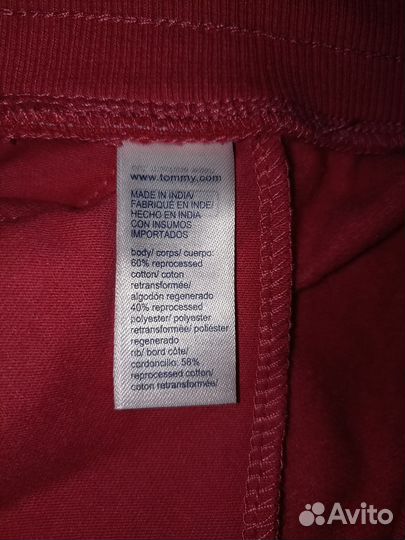 www.tommy.com
MADE IN INDIA/
FABRIQUÉ EN INDE/
HECHO EN INDIA
CON INSUMOS
IMPORTADOS
body/ corps/ cuerpo:
60% reprocessed
cotton/ coton
retransformée/
algodón regenerado
40% reprocessed
polyester/ polyester
retransformée/ poliéster
regenerado
rib/ bord côte/
cordoncillo: 58%
reprocessed cotton/
coton retransformée/
Avito